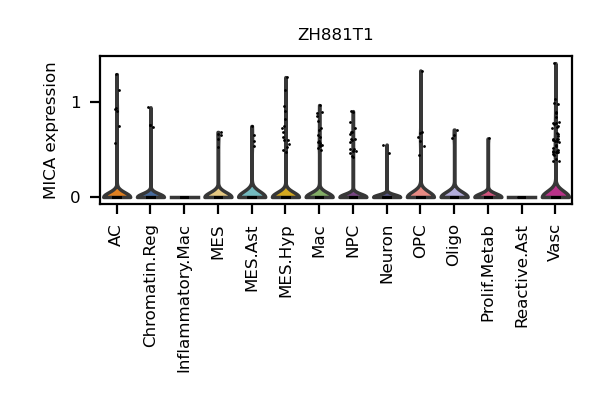 ZH881T1
MICA expression
1
0
AC
Chromatin.Reg
Inflammatory.Mac
MES
MES.Ast
MES.Hyp
Mac
NPC
Neuron
OPC
Oligo
Prolif.Metab
Reactive.Ast
Vasc